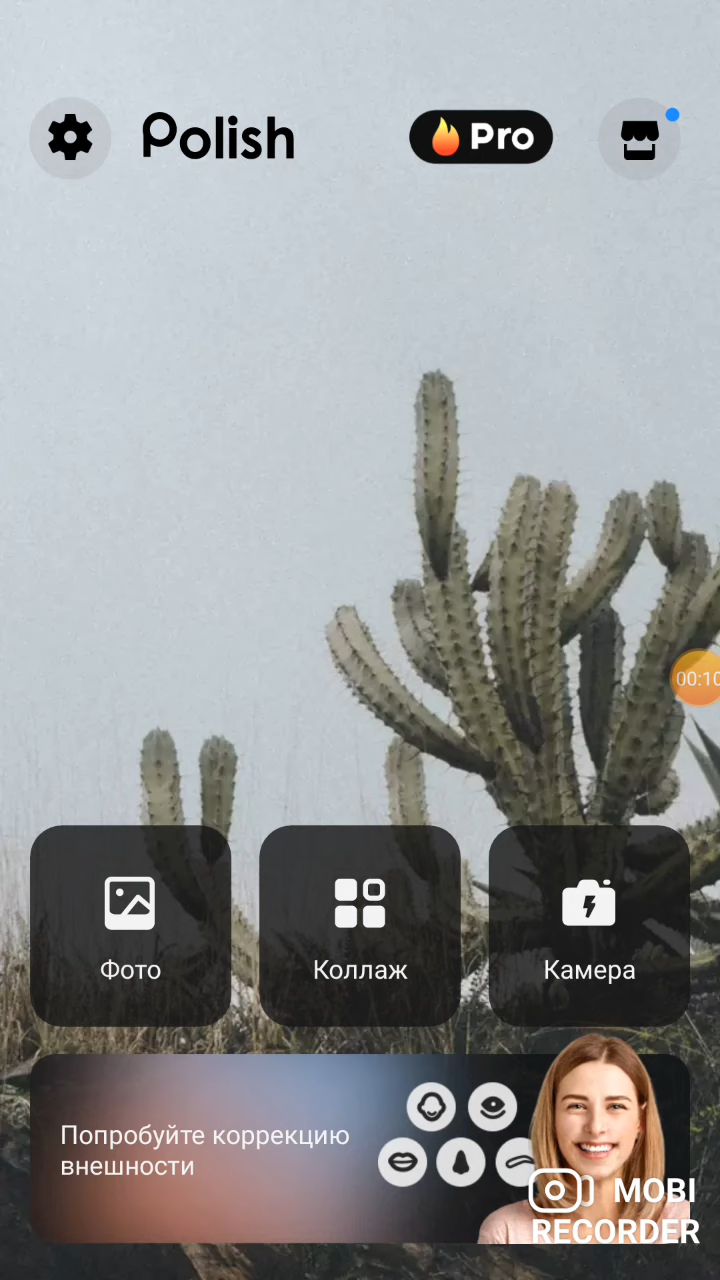 Polish
Pro
00:10
Фото
Коллаж
Камера
Попробуйте коррекцию
внешности
MOBI
RECORDER